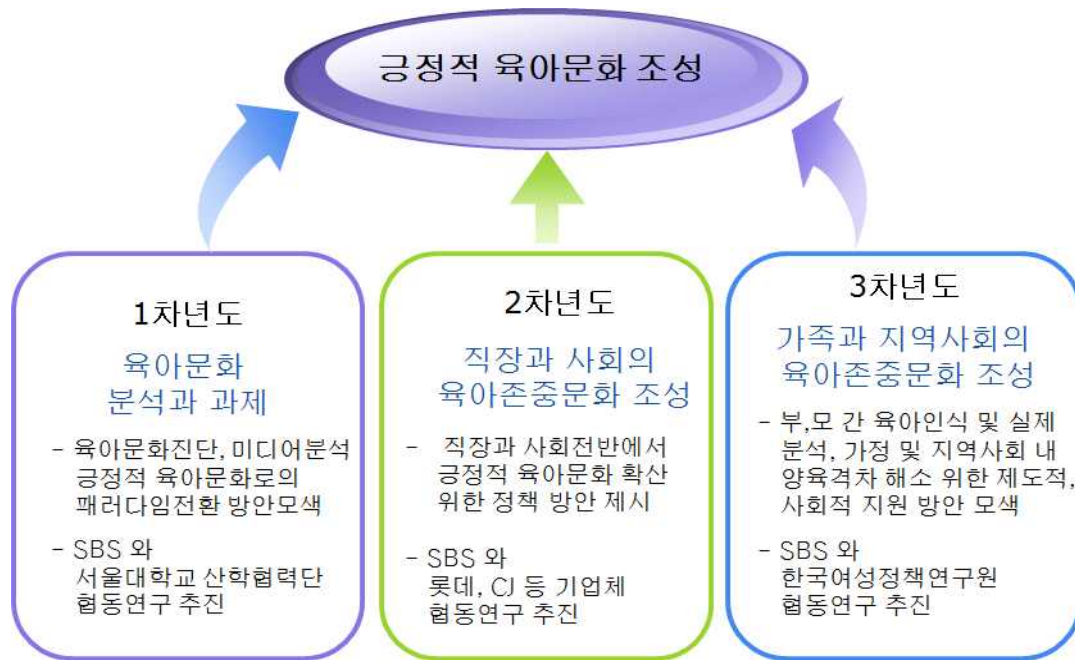 긍정적 육아문화 조성
1차년도
육아문화
분석과 과제
- 육아문화진단, 미디어분석
긍정적 육아문화로의
패러다임전환 방안모색
- SBS 와
서울대학교 산학협력단
협동연구 추진
2차년도
직장과 사회의
육아존중문화 조성
- 직장과 사회전반에서
긍정적 육아문화 확산
위한 정책 방안 제시
- SBS 와
롯데, CJ 등 기업체
협동연구 추진
3차년도
가족과 지역사회의
육아존중문화 조성
- 부,모 간 육아인식 및 실제
분석, 가정 및 지역사회 내
양육격차 해소 위한 제도적,
사회적 지원 방안 모색
- SBS 와
한국여성정책연구원
협동연구 추진